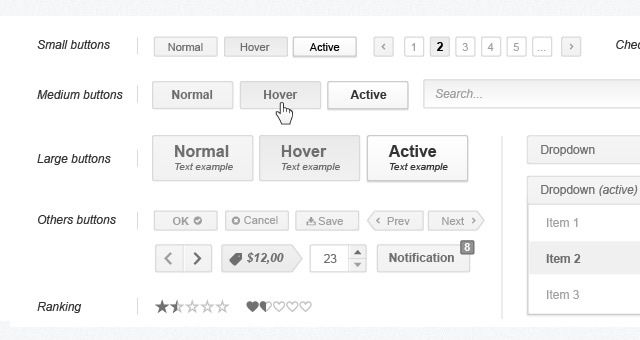 Small buttons Normal Hover Active 1 2 3 4 5 ... Chec
Medium buttons Normal Hover Active Search...
Large buttons Normal Hover Active
Text example Text example Text example
Dropdown
Dropdown (active)
Item 1
Item 2
Item 3
Others buttons OK Cancel Save Prev Next
$12,00 23 Notification 8
Ranking